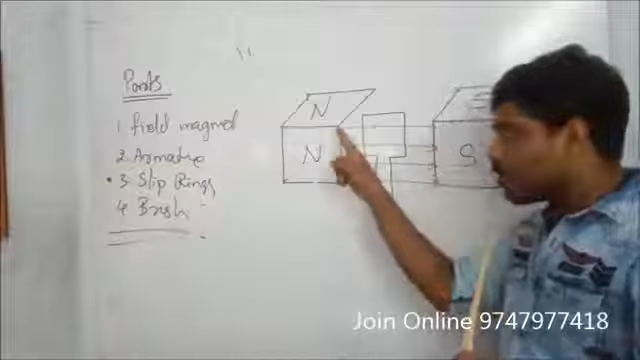 Parts
1 field magnet
2. Armature
• 3 Slip Rings
4 Brush
N
N
S
S
Join Online 9747977418